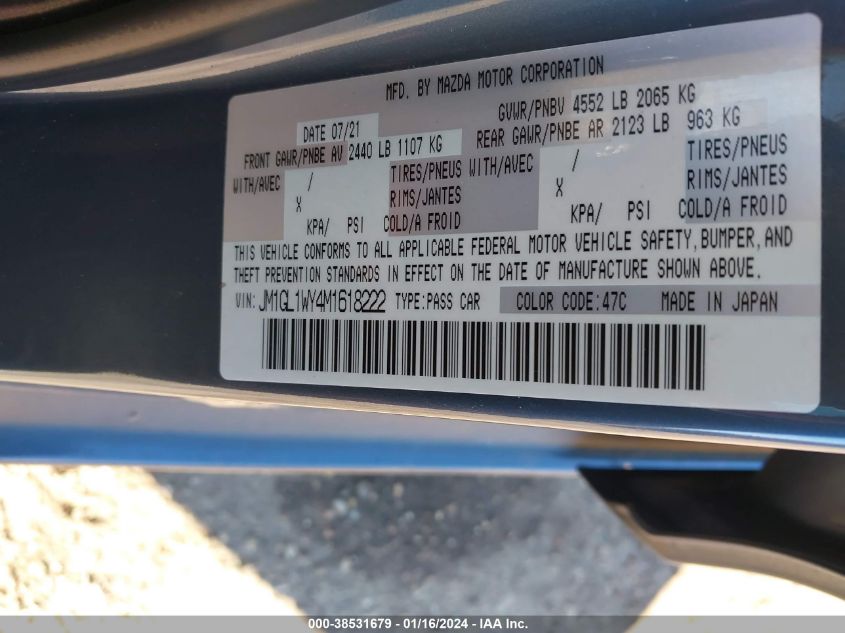 MFD. BY MAZDA MOTOR CORPORATION
DATE 07/21 GVWR/PNBV 4552 LB 2065 KG
FRONT GAWR/PNBE AV 2440 LB 1107 KG REAR GAWR/PNBE AR 2123 LB 963 KG
WITH/AVEC / TIRES/PNEUS WITH/AVEC / TIRES/PNEUS
X RIMS/JANTES X RIMS/JANTES
KPA/ PSI COLD/A FROID KPA/ PSI COLD/A FROID
THIS VEHICLE CONFORMS TO ALL APPLICABLE FEDERAL MOTOR VEHICLE SAFETY, BUMPER, AND
THEFT PREVENTION STANDARDS IN EFFECT ON THE DATE OF MANUFACTURE SHOWN ABOVE.
VIN: JM1GL1WY4M1618222 TYPE:PASS CAR COLOR CODE:47C MADE IN JAPAN
000-38531679 - 01/16/2024 - IAA Inc.